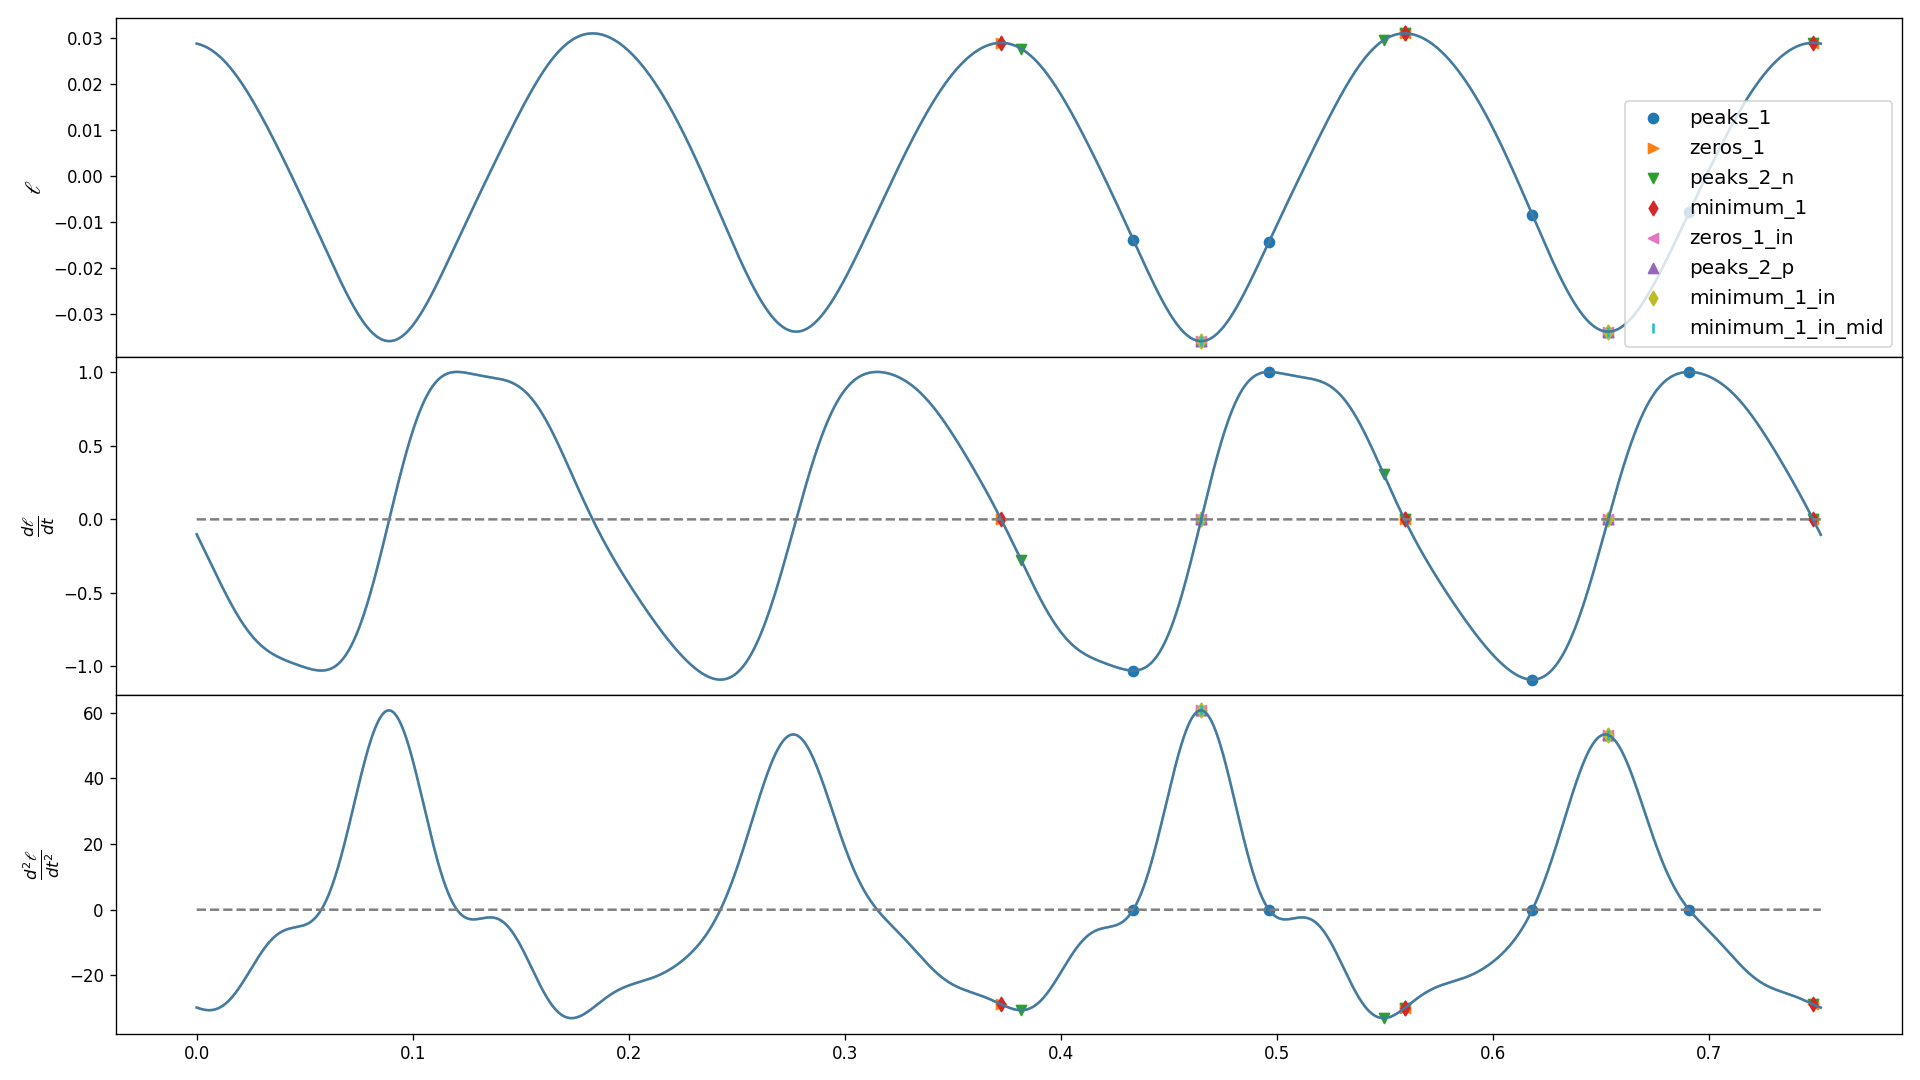 0.03
0.02
0.01
0.00
−0.01
−0.02
−0.03
ℓ
peaks_1
zeros_1
peaks_2_n
minimum_1
zeros_1_in
peaks_2_p
minimum_1_in
minimum_1_in_mid
1.0
0.5
0.0
−0.5
−1.0
dℓ
dt
60
40
20
0
−20
d²ℓ
dt²
0.0 0.1 0.2 0.3 0.4 0.5 0.6 0.7